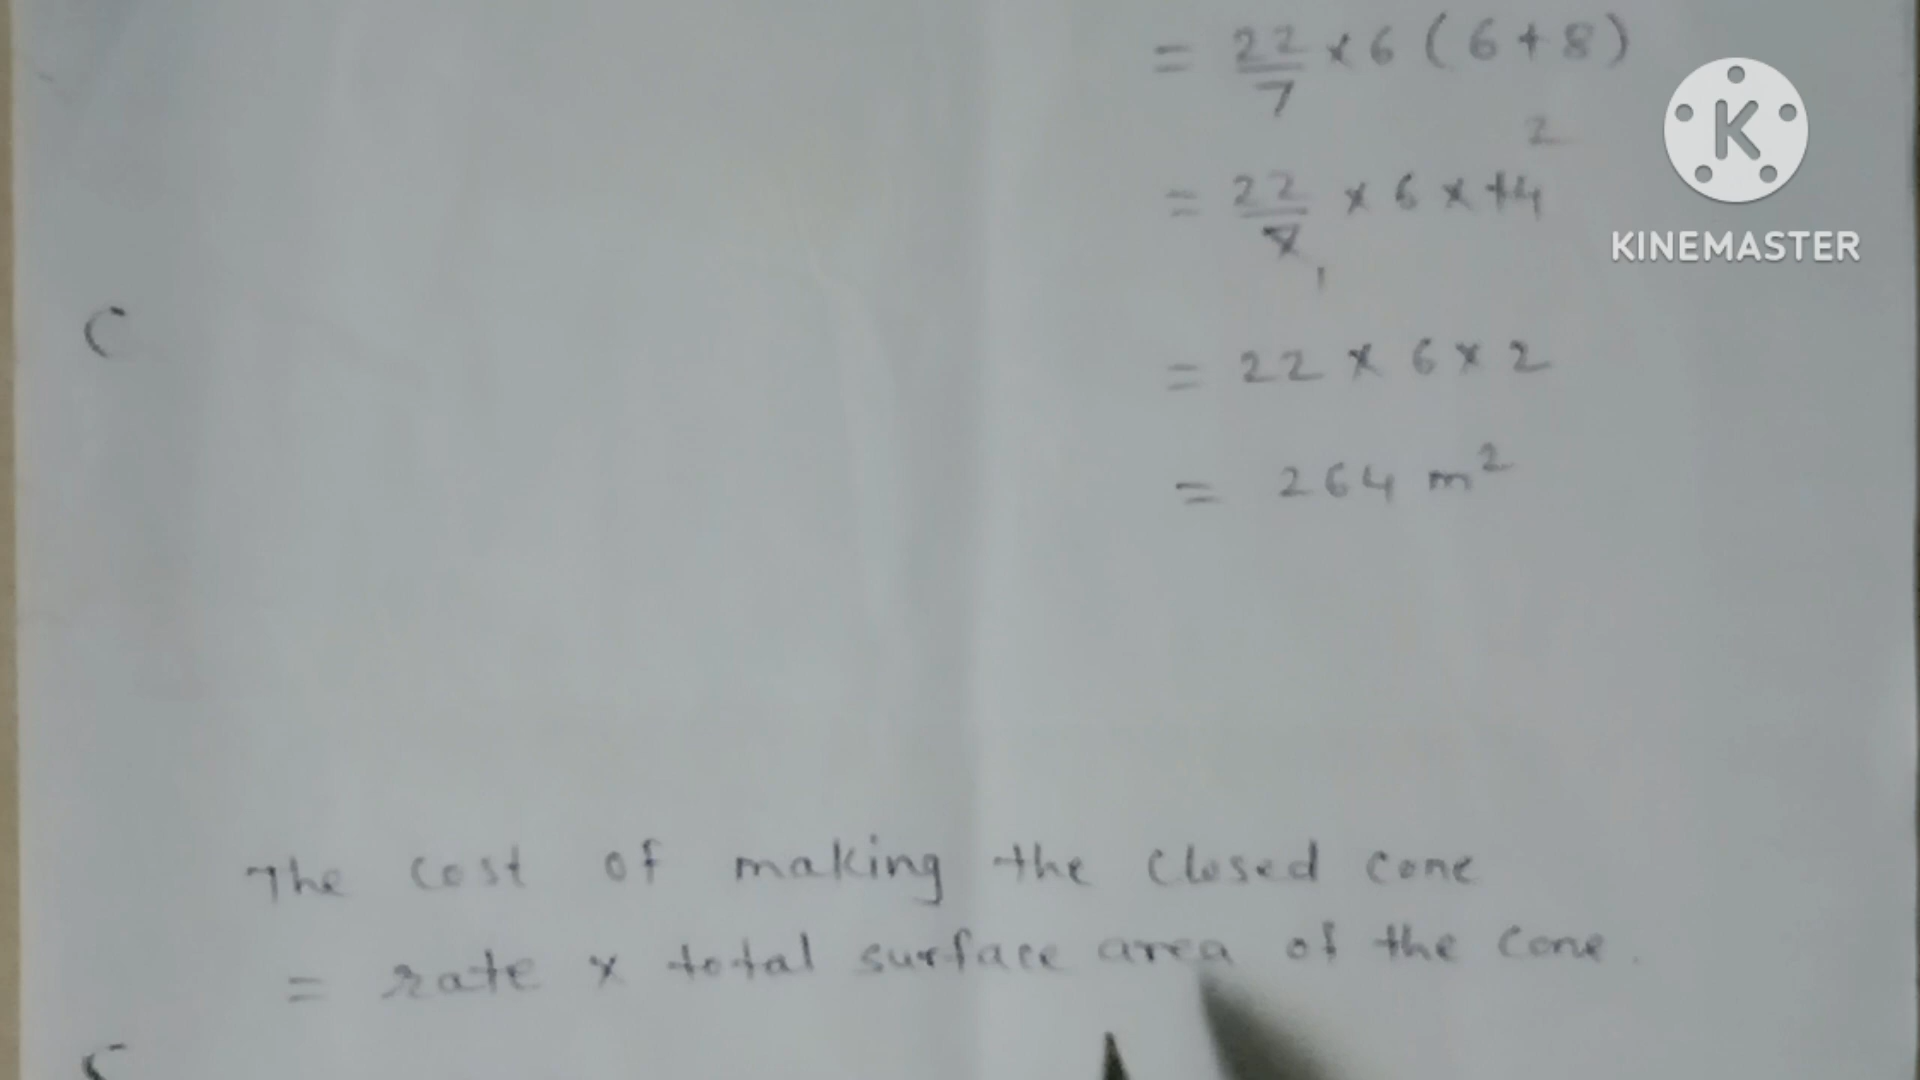 = 22/7 × 6 (6+8)
2
= 22/7 × 6 × 14
1
= 22 × 6 × 2
= 264 m²
K
KINEMASTER
The cost of making the closed cone
= rate × total surface area of the cone.